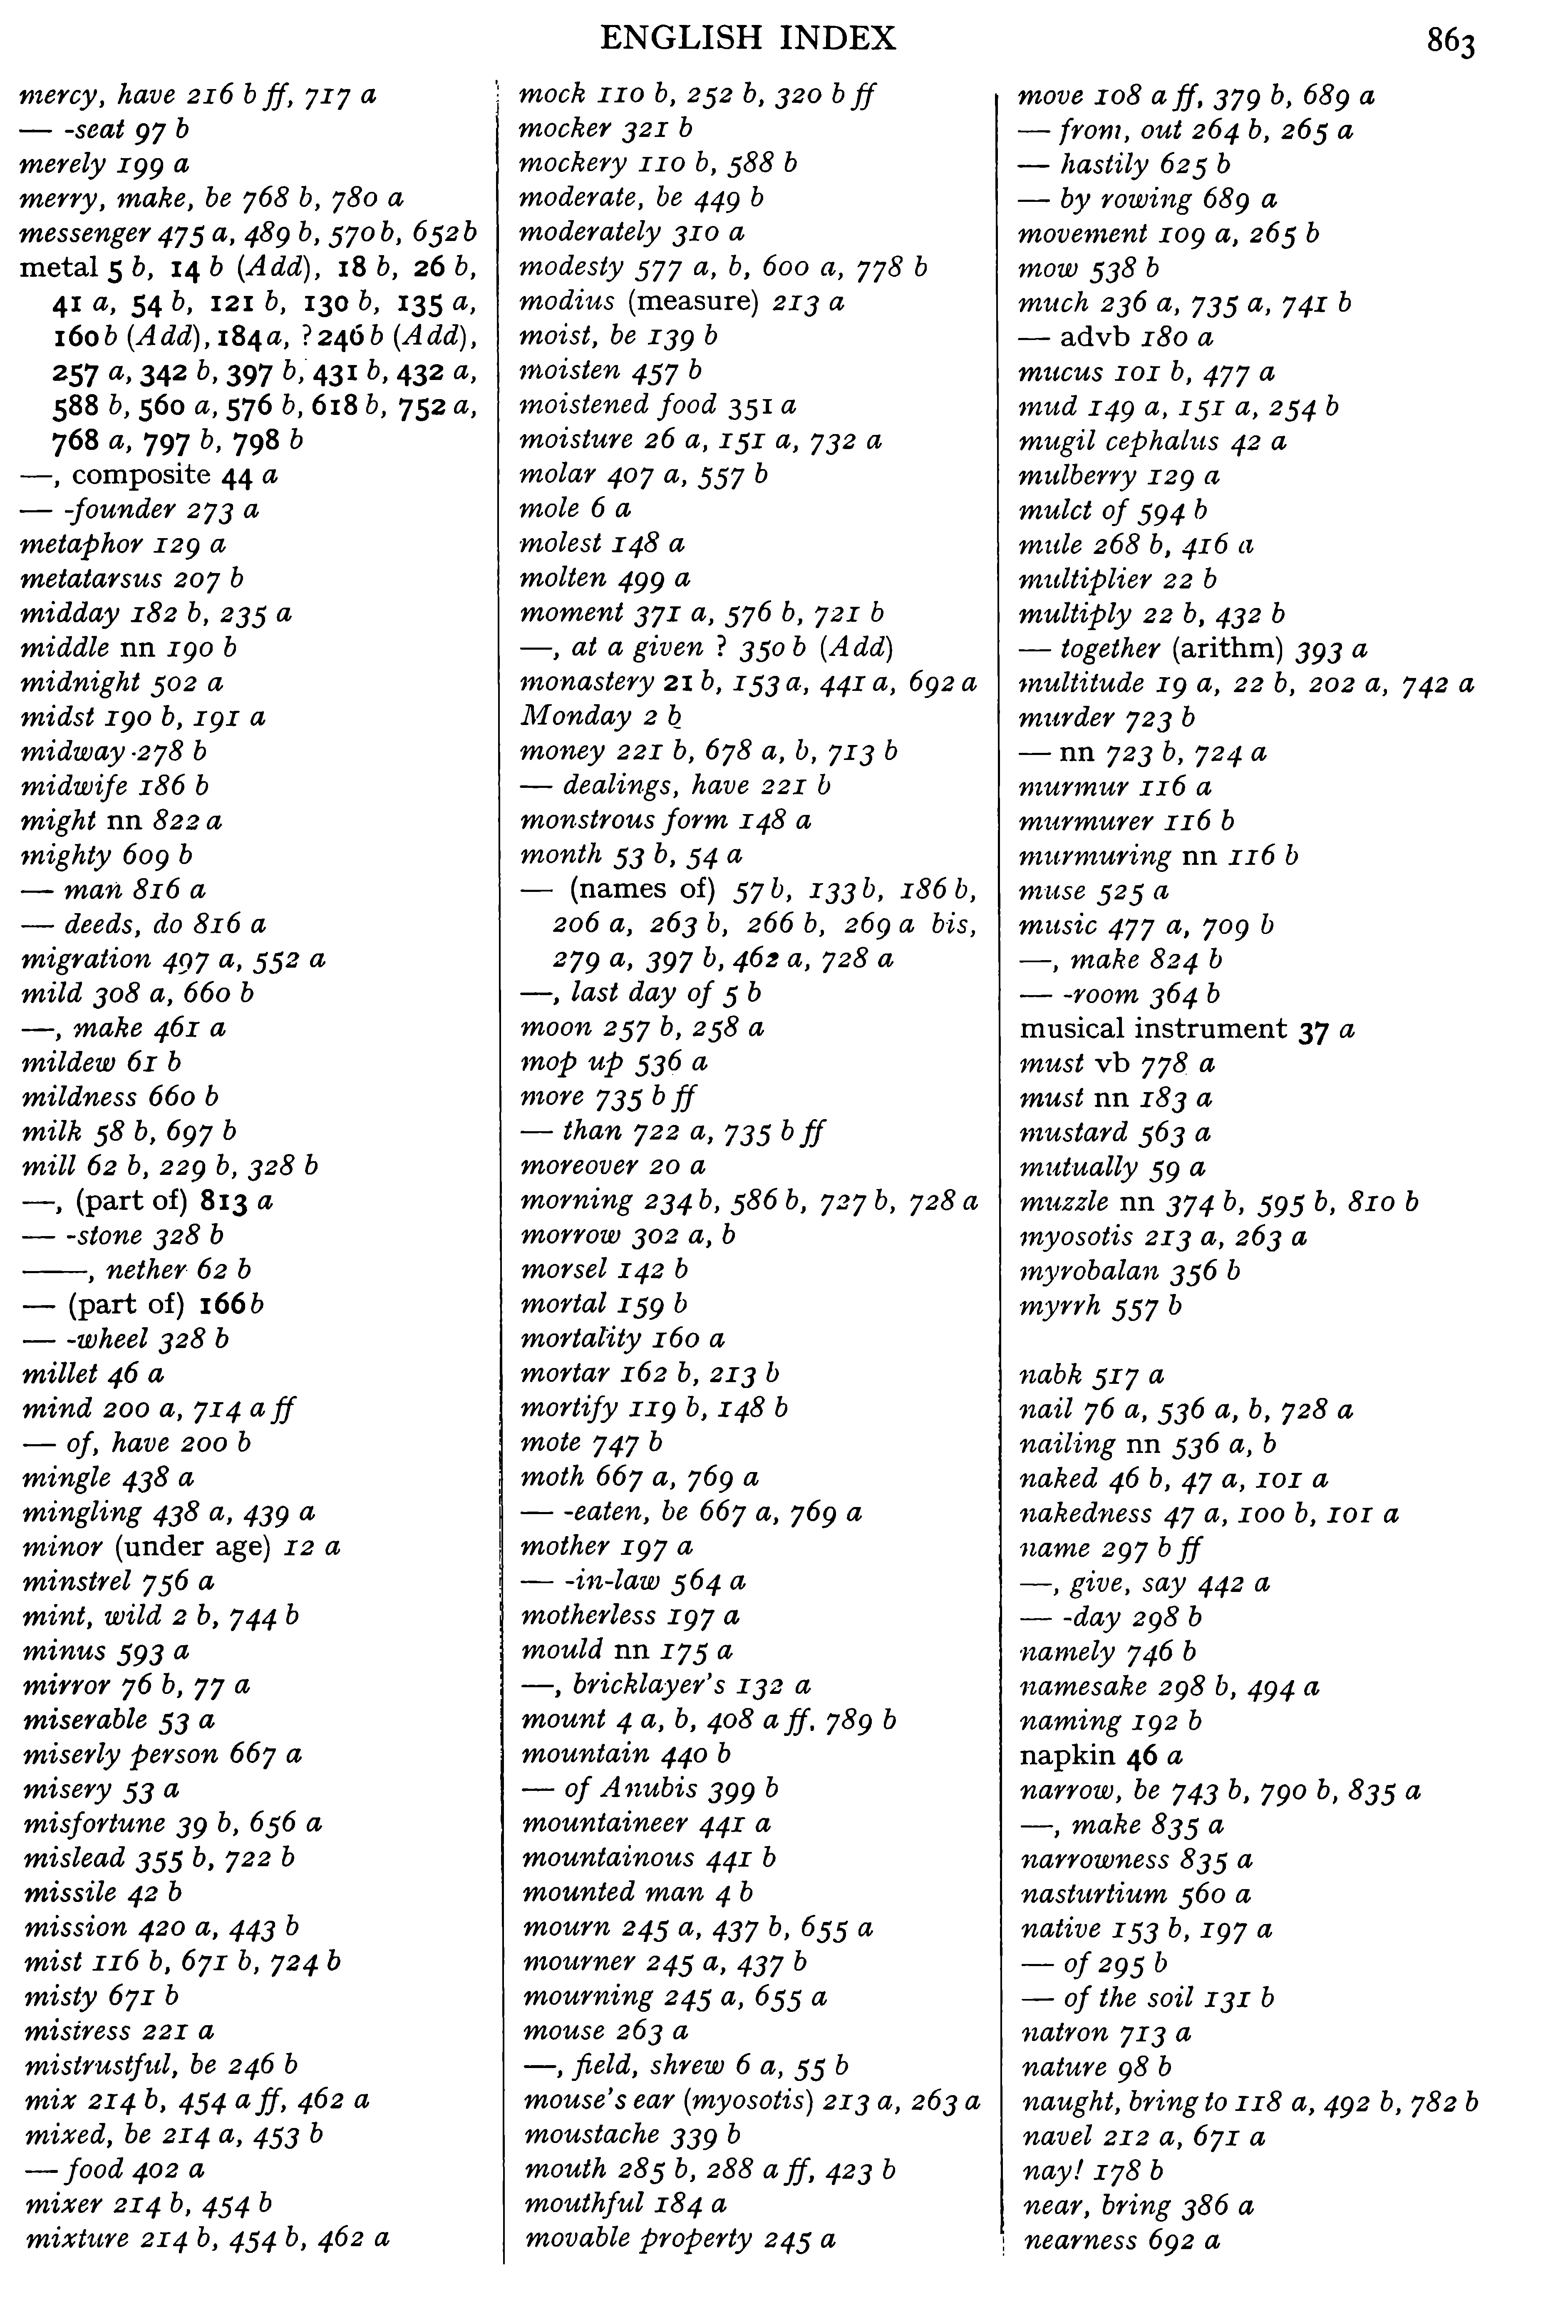 ENGLISH INDEX
863
mercy, have 216 b ff, 717 a
— -seat 97 b
merely 199 a
merry, make, be 768 b, 780 a
messenger 475 a, 489 b, 570 b, 652 b
metal 5 b, 14 b (Add), 18 b, 26 b,
41 a, 54 b, 121 b, 130 b, 135 a,
160 b (Add), 184 a, ? 246 b (Add),
257 a, 342 b, 397 b, 431 b, 432 a,
588 b, 560 a, 576 b, 618 b, 752 a,
768 a, 797 b, 798 b
—, composite 44 a
— -founder 273 a
metaphor 129 a
metatarsus 207 b
midday 182 b, 235 a
middle nn 190 b
midnight 502 a
midst 190 b, 191 a
midway 278 b
midwife 186 b
might nn 822 a
mighty 609 b
— man 816 a
— deeds, do 816 a
migration 497 a, 552 a
mild 308 a, 660 b
—, make 461 a
mildew 61 b
mildness 660 b
milk 58 b, 697 b
mill 62 b, 229 b, 328 b
—, (part of) 813 a
— -stone 328 b
——, nether 62 b
— (part of) 166 b
— -wheel 328 b
millet 46 a
mind 200 a, 714 a ff
— of, have 200 b
mingle 438 a
mingling 438 a, 439 a
minor (under age) 12 a
minstrel 756 a
mint, wild 2 b, 744 b
minus 593 a
mirror 76 b, 77 a
miserable 53 a
miserly person 667 a
misery 53 a
misfortune 39 b, 656 a
mislead 355 b, 722 b
missile 42 b
mission 420 a, 443 b
mist 116 b, 671 b, 724 b
misty 671 b
mistress 221 a
mistrustful, be 246 b
mix 214 b, 454 a ff, 462 a
mixed, be 214 a, 453 b
— food 402 a
mixer 214 b, 454 b
mixture 214 b, 454 b, 462 a
mock 110 b, 252 b, 320 b ff
mocker 321 b
mockery 110 b, 588 b
moderate, be 449 b
moderately 310 a
modesty 577 a, b, 600 a, 778 b
modius (measure) 213 a
moist, be 139 b
moisten 457 b
moistened food 351 a
moisture 26 a, 151 a, 732 a
molar 407 a, 557 b
mole 6 a
molest 148 a
molten 499 a
moment 371 a, 576 b, 721 b
—, at a given ? 350 b (Add)
monastery 21 b, 153 a, 441 a, 692 a
Monday 2 b
money 221 b, 678 a, b, 713 b
— dealings, have 221 b
monstrous form 148 a
month 53 b, 54 a
— (names of) 57 b, 133 b, 186 b,
206 a, 263 b, 266 b, 269 a bis,
279 a, 397 b, 462 a, 728 a
—, last day of 5 b
moon 257 b, 258 a
mop up 536 a
more 735 b ff
— than 722 a, 735 b ff
moreover 20 a
morning 234 b, 586 b, 727 b, 728 a
morrow 302 a, b
morsel 142 b
mortal 159 b
mortality 160 a
mortar 162 b, 213 b
mortify 119 b, 148 b
mote 747 b
moth 667 a, 769 a
— -eaten, be 667 a, 769 a
mother 197 a
— -in-law 564 a
motherless 197 a
mould nn 175 a
—, bricklayer's 132 a
mount 4 a, b, 408 a ff, 789 b
mountain 440 b
— of Anubis 399 b
mountaineer 441 a
mountainous 441 b
mounted man 4 b
mourn 245 a, 437 b, 655 a
mourner 245 a, 437 b
mourning 245 a, 655 a
mouse 263 a
—, field, shrew 6 a, 55 b
mouse's ear (myosotis) 213 a, 263 a
moustache 339 b
mouth 285 b, 288 a ff, 423 b
mouthful 184 a
movable property 245 a
move 108 a ff, 379 b, 689 a
— from, out 264 b, 265 a
— hastily 625 b
— by rowing 689 a
movement 109 a, 265 b
mow 538 b
much 236 a, 735 a, 741 b
— advb 180 a
mucus 101 b, 477 a
mud 149 a, 151 a, 254 b
mugil cephalus 42 a
mulberry 129 a
mulct of 594 b
mule 268 b, 416 a
multiplier 22 b
multiply 22 b, 432 b
— together (arithm) 393 a
multitude 19 a, 22 b, 202 a, 742 a
murder 723 b
— nn 723 b, 724 a
murmur 116 a
murmurer 116 b
murmuring nn 116 b
muse 525 a
music 477 a, 709 b
—, make 824 b
— -room 364 b
musical instrument 37 a
must vb 778 a
must nn 183 a
mustard 563 a
mutually 59 a
muzzle nn 374 b, 595 b, 810 b
myosotis 213 a, 263 a
myrobalan 356 b
myrrh 557 b
nabk 517 a
nail 76 a, 536 a, b, 728 a
nailing nn 536 a, b
naked 46 b, 47 a, 101 a
nakedness 47 a, 100 b, 101 a
name 297 b ff
—, give, say 442 a
— -day 298 b
namely 746 b
namesake 298 b, 494 a
naming 192 b
napkin 46 a
narrow, be 743 b, 790 b, 835 a
—, make 835 a
narrowness 835 a
nasturtium 560 a
native 153 b, 197 a
— of 295 b
— of the soil 131 b
natron 713 a
nature 98 b
naught, bring to 118 a, 492 b, 782 b
navel 212 a, 671 a
nay! 178 b
near, bring 386 a
nearness 692 a